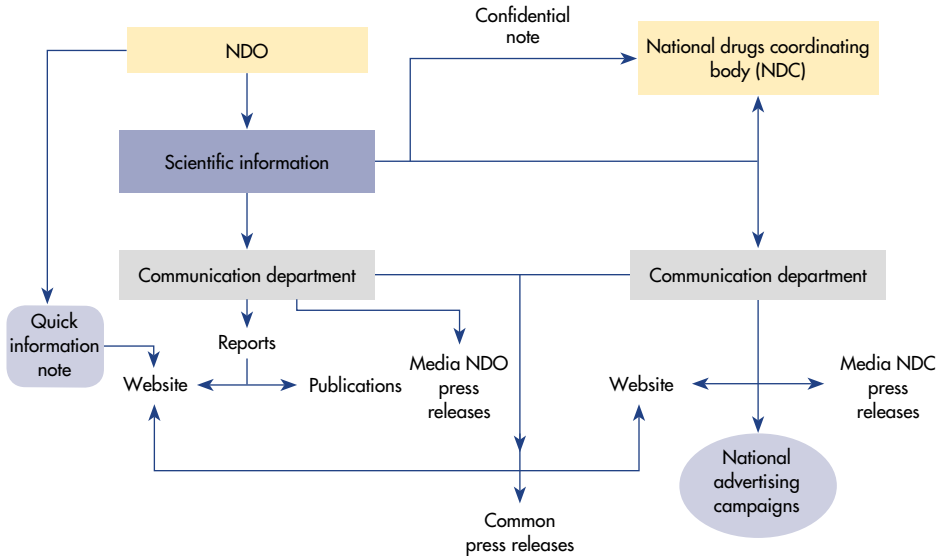 Confidential
note
NDO
National drugs coordinating
body (NDC)
Scientific information
Communication department
Communication department
Quick
information
note
Reports
Website
Publications
Media NDO
press
releases
Website
Media NDC
press
releases
National
advertising
campaigns
Common
press releases